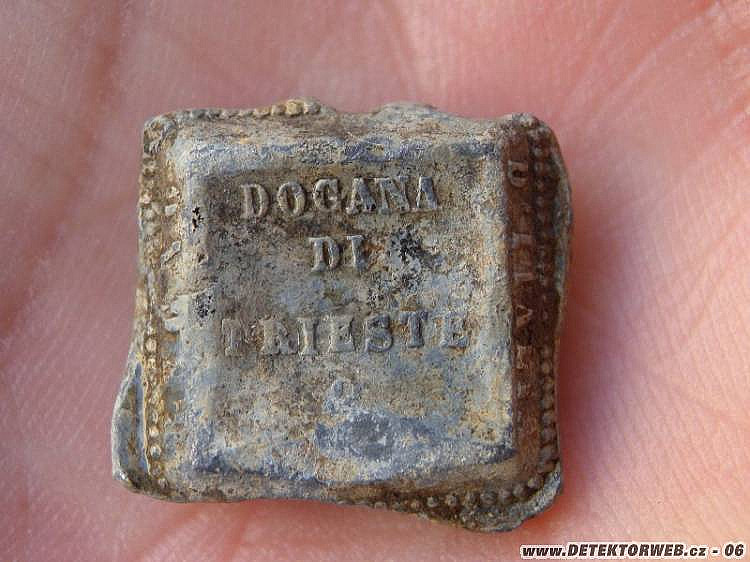 DOGANA
DI
TRIESTE
www.DETEKTORWEB.cz - 06